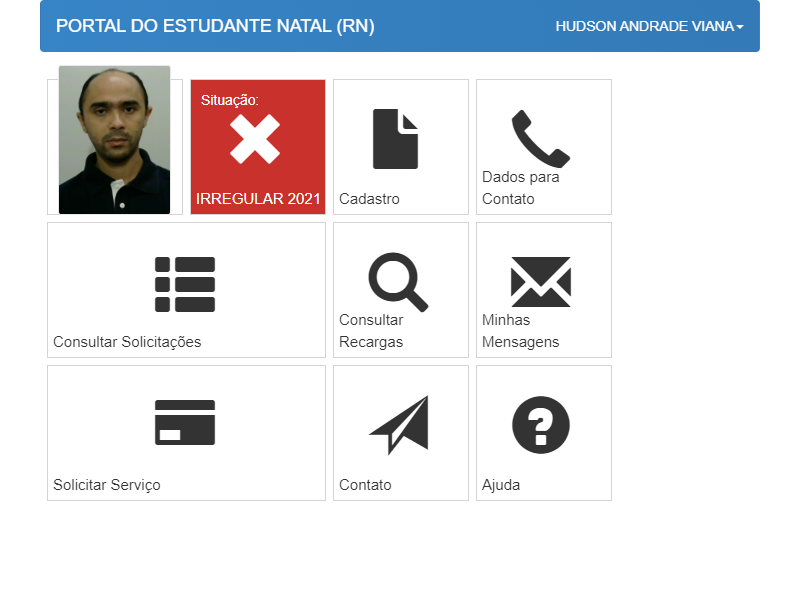 PORTAL DO ESTUDANTE NATAL (RN)
HUDSON ANDRADE VIANA
Situação:
IRREGULAR 2021
Cadastro
Dados para
Contato
Consultar Solicitações
Consultar
Recargas
Minhas
Mensagens
Solicitar Serviço
Contato
Ajuda